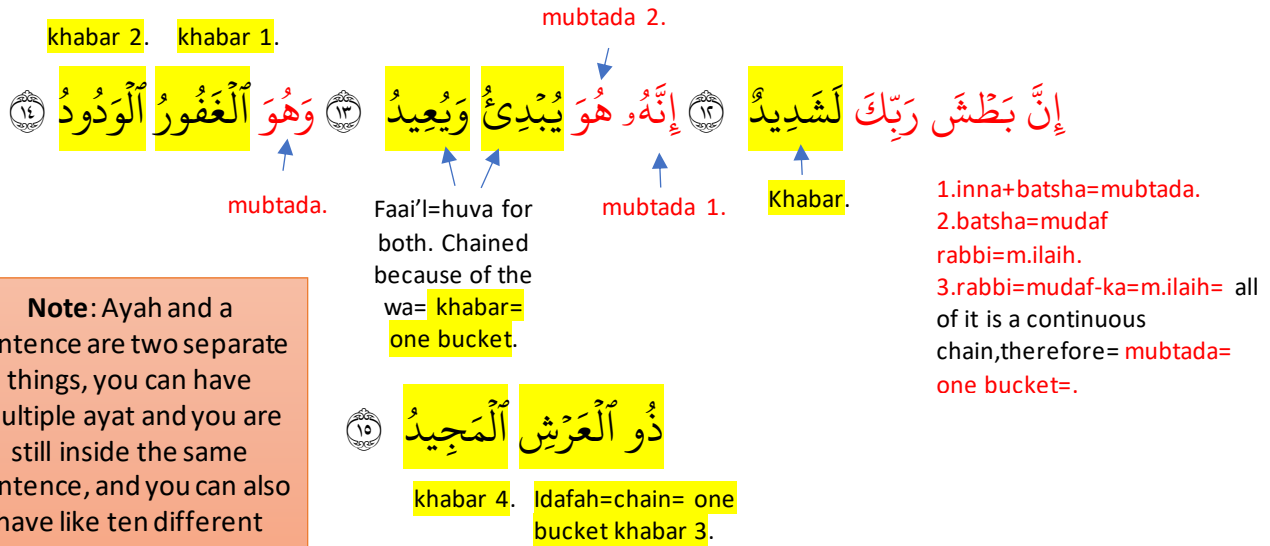 mubtada 2.
khabar 2. khabar 1.
إِنَّ بَطْشَ رَبِّكَ لَشَدِيدٌ ١٢ إِنَّهُۥ هُوَ يُبْدِئُ وَيُعِيدُ ١٣ وَهُوَ ٱلْغَفُورُ ٱلْوَدُودُ ١٤
mubtada.
Faai'l=huva for
both. Chained
because of the
wa= khabar=
one bucket.
mubtada 1.
Khabar.
1.inna+batsha=mubtada.
2.batsha=mudaf
rabbi=m.ilaih.
3.rabbi=mudaf-ka=m.ilaih= all
of it is a continuous
chain,therefore= mubtada=
one bucket=.
Note: Ayah and a
ntence are two separate
things, you can have
ultiple ayat and you are
still inside the same
ntence, and you can also
have like ten different
ذُو ٱلْعَرْشِ ٱلْمَجِيدُ ١٥
khabar 4. Idafah=chain= one
bucket khabar 3.